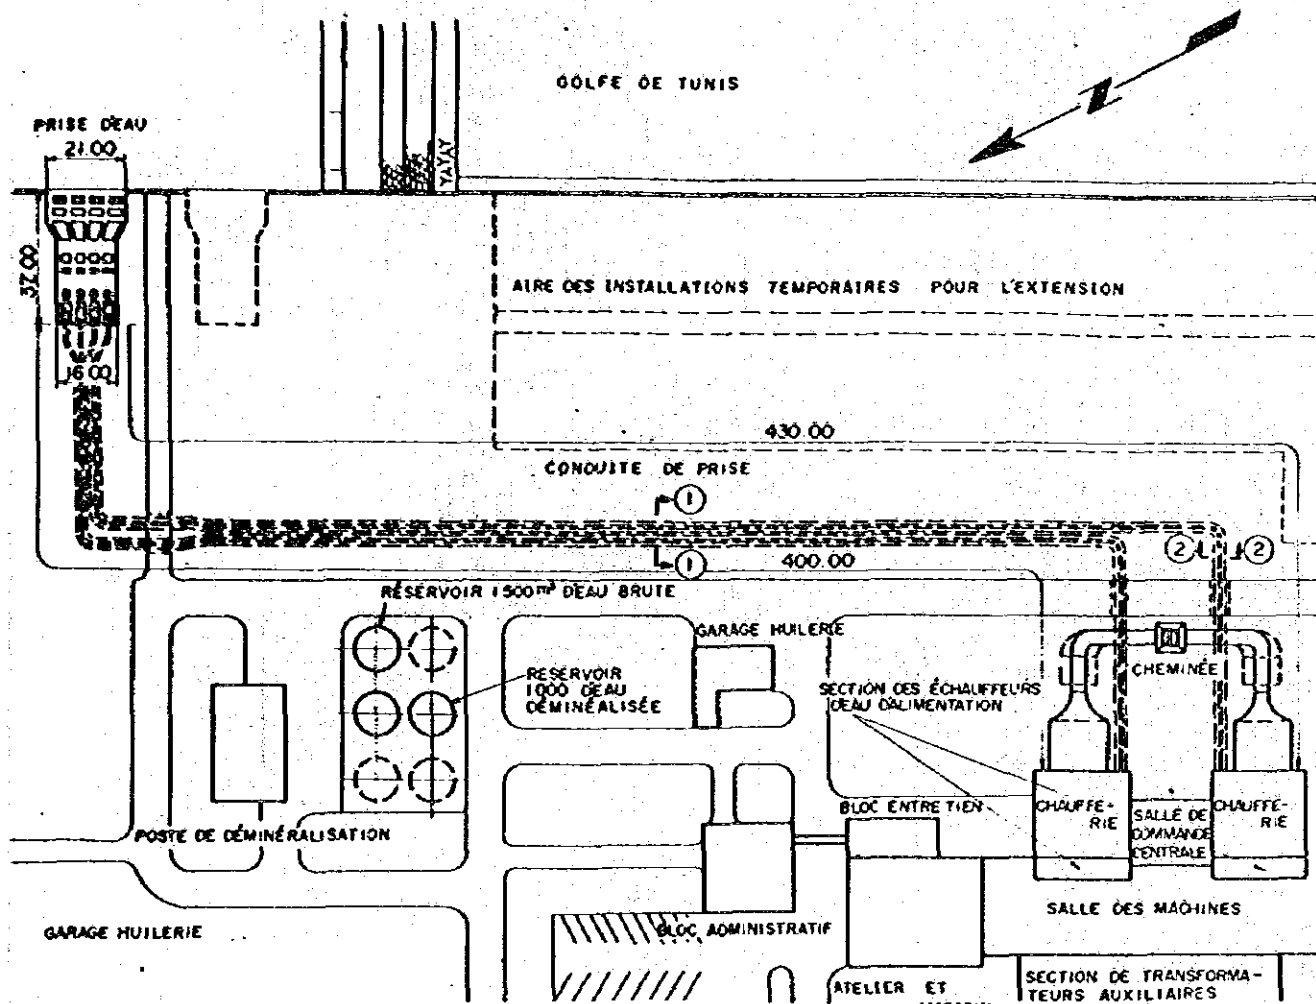 GOLFE DE TUNIS
PRISE D'EAU
21.00
37.00
16.00
AIRE DES INSTALLATIONS TEMPORAIRES POUR L'EXTENSION
430.00
CONDUITE DE PRISE
1
1
400.00
2
2
RÉSERVOIR 1500 m³ D'EAU BRUTE
GARAGE HUILERIE
CHEMINÉE
RESERVOIR
1000 D'EAU
DÉMINÉALISÉE
SECTION DES ÉCHAUFFEURS
D'EAU D'ALIMENTATION
BLOC ENTRETIEN
CHAUFFE-
RIE
SALLE DE
COMMANDE
CENTRALE
CHAUFFE-
RIE
POSTE DE DÉMINÉRALISATION
SALLE DES MACHINES
GARAGE HUILERIE
BLOC ADMINISTRATIF
ATELIER ET
SECTION DE TRANSFORMA-
TEURS AUXILIAIRES